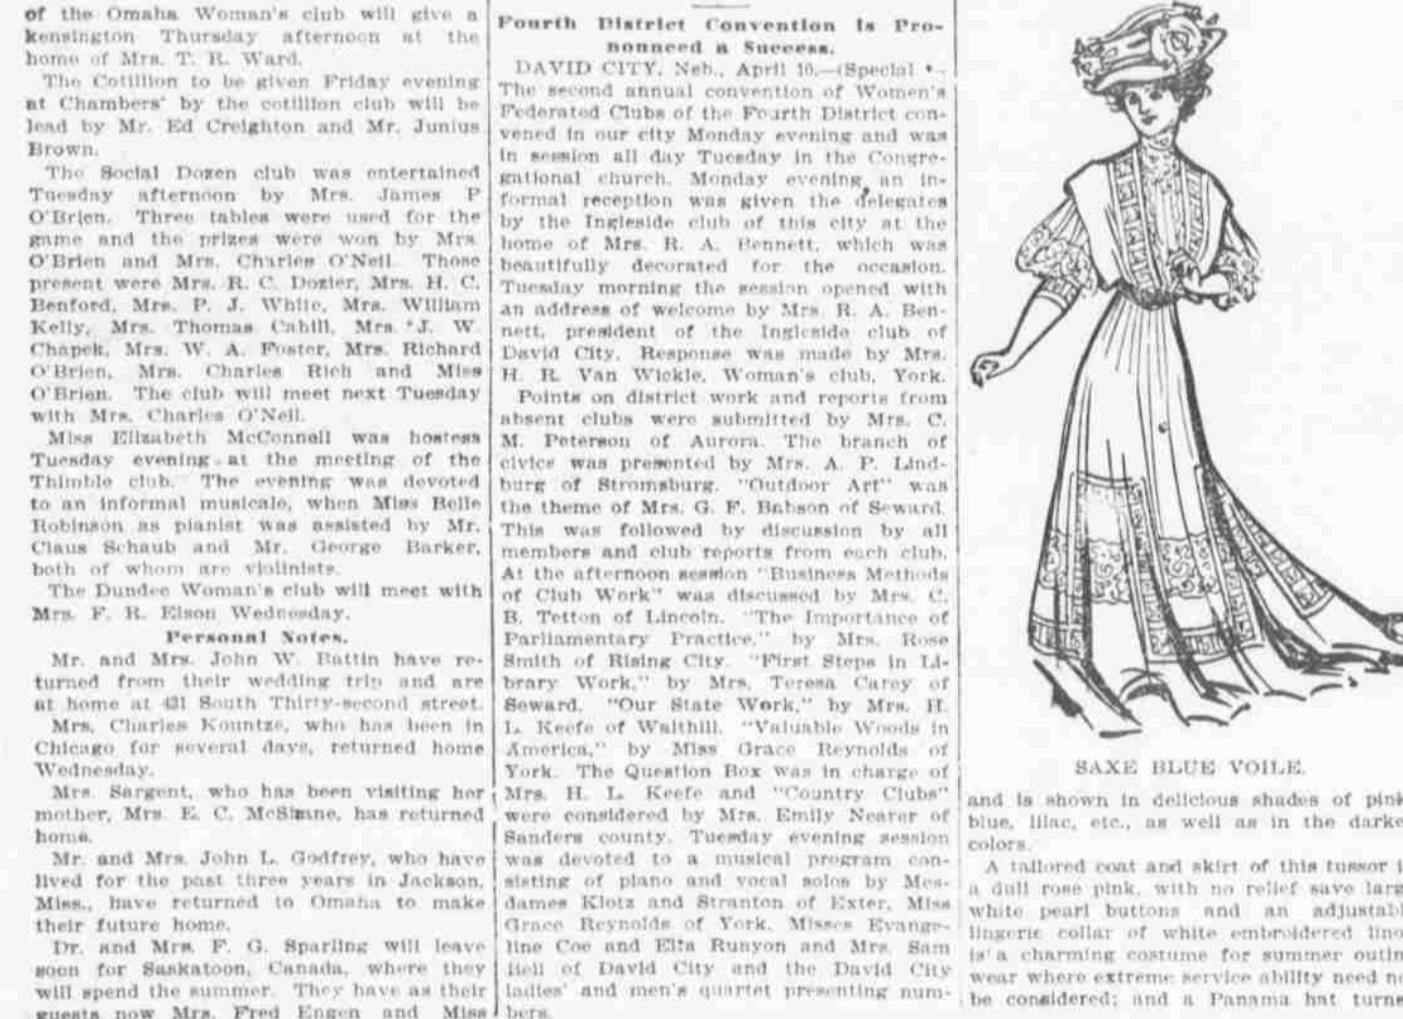 of the Omaha Woman's club will give a
kensington Thursday afternoon at the
home of Mrs. T. R. Ward.
The Cotillion to be given Friday evening
at Chambers' by the cotillion club will be
lead by Mr. Ed Creighton and Mr. Junius
Brown.
The Social Dozen club was entertained
Tuesday afternoon by Mrs. James P
O'Brien. Three tables were used for the
game and the prizes were won by Mrs.
O'Brien and Mrs. Charles O'Neil. Those
present were Mrs. R. C. Dozier, Mrs. H. C.
Benford, Mrs. P. J. White, Mrs. William
Kelly, Mrs. Thomas Cahill, Mrs. J. W.
Chapek, Mrs. W. A. Foster, Mrs. Richard
O'Brien, Mrs. Charles Rich and Miss
O'Brien. The club will meet next Tuesday
with Mrs. Charles O'Neil.
Miss Elizabeth McConnell was hostess
Tuesday evening at the meeting of the
Thimble club. The evening was devoted
to an informal musicale, when Miss Belle
Robinson as pianist was assisted by Mr.
Claus Schaub and Mr. George Barker,
both of whom are violinists.
The Dundee Woman's club will meet with
Mrs. F. R. Elson Wednesday.
Personal Notes.
Mr. and Mrs. John W. Battin have re-
turned from their wedding trip and are
at home at 431 South Thirty-second street.
Mrs. Charles Kountze, who has been in
Chicago for several days, returned home
Wednesday.
Mrs. Sargent, who has been visiting her
mother, Mrs. E. C. has returned
home.
Mr. and Mrs. John L. Godfrey, who have
lived for the past three years in Jackson,
Miss., have returned to Omaha to make
their future home.
Dr. and Mrs. F. G. Sparling will leave
soon for Saskatoon, Canada, where they
will spend the summer. They have as their
guests now Mrs. Fred Engen and Miss
Fourth District Convention Is Pro-
nounced a Success.
DAVID CITY, Neb., April 10.—(Special
The second annual convention of Women's
Federated Clubs of the Fourth District con-
vened in our city Monday evening and was
in session all day Tuesday in the Congre-
gational church. Monday evening an in-
formal reception was given the delegates
by the Ingleside club of this city at the
home of Mrs. R. A. Bennett, which was
beautifully decorated for the occasion.
Tuesday morning the session opened with
an address of welcome by Mrs. R. A. Ben-
nett, president of the Ingleside club of
David City. Response was made by Mrs.
H. R. Van Wickle, Woman's club, York.
Points on district work and reports from
absent clubs were submitted by Mrs. C.
M. Peterson of Aurora. The branch of
civics was presented by Mrs. A. P. Lind-
burg of Stromsburg. "Outdoor Art" was
the theme of Mrs. G. F. Babson of Seward.
This was followed by discussion by all
members and club reports from each club.
At the afternoon session "Business Methods
of Club Work" was discussed by Mrs. C.
B. Tetton of Lincoln. "The Importance of
Parliamentary Practice," by Mrs. Rose
Smith of Rising City. "First Steps in Li-
brary Work," by Mrs. Teresa Carey of
Seward. "Our State Work," by Mrs. H.
L. Keefe of Walthill. "Valuable Woods in
America," by Miss Grace Reynolds of
York. The Question Box was in charge of
Mrs. H. L. Keefe and "Country Clubs"
were considered by Mrs. Emily Nearer of
Sanders county. Tuesday evening session
was devoted to a musical program con-
sisting of piano and vocal solos by Mes-
dames Klotz and Stranton of Exter, Miss
Grace Reynolds of York, Misses Evange-
line Coe and Elta Runyon and Mrs. Sam
Bell of David City and the David City
ladies' and men's quartet presenting num-
bers.
SAXE BLUE VOILE.
and is shown in delicious shades of pink
blue, lilac, etc., as well as in the darke
colors.
A tailored coat and skirt of this tussor i
a dull rose pink, with no relief save larg
white pearl buttons and an adjustabl
lingerie collar of white embroidered line
is a charming costume for summer outin
wear where extreme service ability need no
be considered; and a Panama hat turne